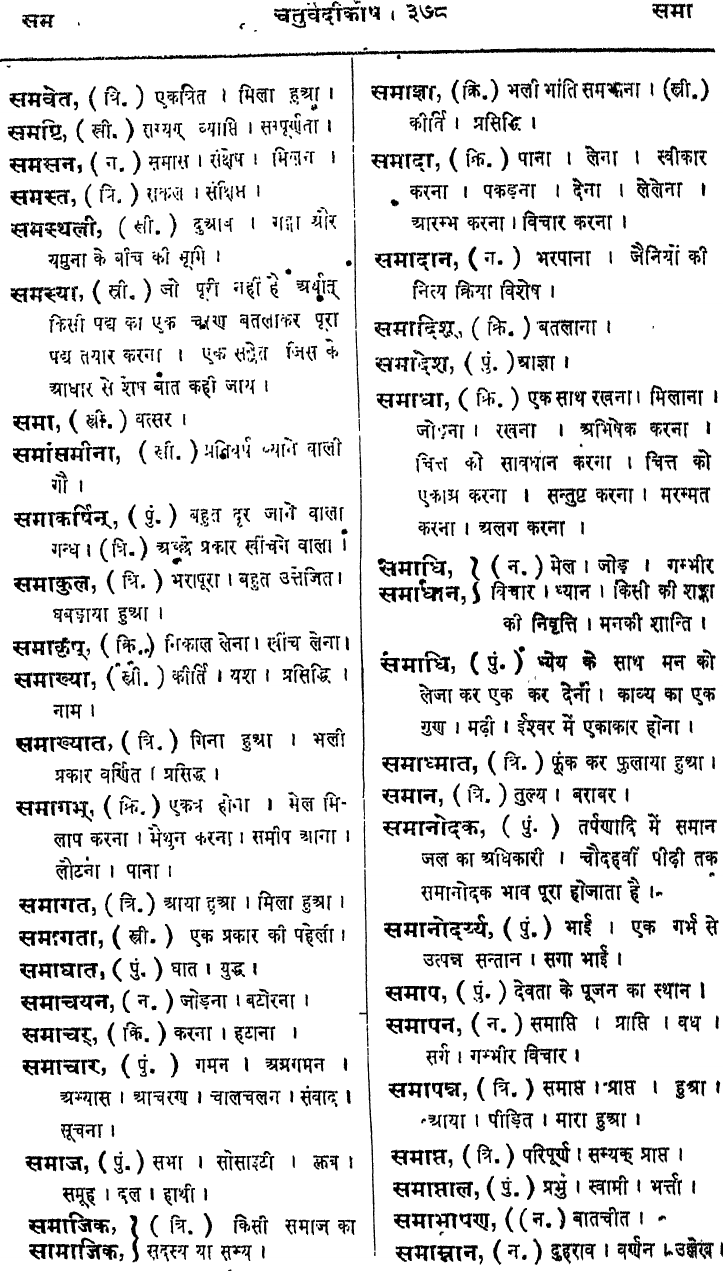 सम
चतुर्वेदीकोष । ३७८
समा
समवेत, (त्रि.) एकत्रित । मिला हुआ ।
समष्टि, (स्त्री.) सम्यग् व्याप्ति । सम्पूर्णता ।
समसन, (न.) समास । संक्षेप । मिलान ।
समस्त, (त्रि.) सकल । संक्षिप्त ।
समस्थली, (स्त्री.) दुआब । गङ्गा और
यमुना के बीच की भूमि ।
समस्या, (स्त्री.) जो पूरी नहीं है अर्थात्
किसी पद्य का एक चरण बतलाकर पूरा
पद्य तयार करना । एक सङ्केत जिस के
आधार से शेष बात कही जाय ।
समा, (स्त्री.) वत्सर ।
समांसमीना, (स्त्री.) प्रतिवर्ष ब्याने वाली
गौ ।
समाकर्षिन्, (पुं.) बहुत दूर जाने वाला
गन्ध । (त्रि.) अच्छे प्रकार खींचने वाला ।
समाकुल, (त्रि.) भरापूरा । बहुत उत्तेजित ।
घबड़ाया हुआ ।
समाकृष्, (क्रि.) निकाल लेना । खींच लेना ।
समाख्या, (स्त्री.) कीर्ति । यश । प्रसिद्धि ।
नाम ।
समाख्यात, (त्रि.) गिना हुआ । भली
प्रकार वर्णित । प्रसिद्ध ।
समागम्, (क्रि.) एकत्र होना । मेल मि-
लाप करना । मैथुन करना । समीप आना ।
लौटना । पाना ।
समागत, (त्रि.) आया हुआ । मिला हुआ ।
समागता, (स्त्री.) एक प्रकार की पहेली ।
समाघात, (पुं.) घात । युद्ध ।
समाचयन, (न.) जोड़ना । बटोरना ।
समाचर्, (क्रि.) करना । हटाना ।
समाचार, (पुं.) गमन । अग्रगमन ।
अभ्यास । आचरण । चालचलन । संवाद ।
सूचना ।
समाज, (पुं.) सभा । सोसाइटी । क्लब ।
समूह । दल । हाथी ।
समाजिक, } (त्रि.) किसी समाज का
सामाजिक, } सदस्य या सभ्य ।
समाज्ञा, (क्रि.) भली भांति समझना । (स्त्री.)
कीर्ति । प्रसिद्धि ।
समादा, (क्रि.) पाना । लेना । स्वीकार
करना । पकड़ना । देना । लेलेना ।
आरम्भ करना । विचार करना ।
समादान, (न.) भरपाना । जैनियों की
नित्य क्रिया विशेष ।
समादिश्, (क्रि.) बतलाना ।
समादेश, (पुं.) आज्ञा ।
समाधा, (क्रि.) एक साथ रखना । मिलाना ।
जोड़ना । रखना । अभिषेक करना ।
चित्त को सावधान करना । चित्त को
एकाग्र करना । सन्तुष्ट करना । मरम्मत
करना । अलग करना ।
समाधि, } (न.) मेल । जोड़ । गम्भीर
समाधान, } विचार । ध्यान । किसी की शङ्का
की निवृत्ति । मनकी शान्ति ।
समाधि, (पुं.) ध्येय के साथ मन को
लेजा कर एक कर देनी । काव्य का एक
गुण । मढ़ी । ईश्वर में एकाकार होना ।
समाध्मात, (त्रि.) फूंक कर फुलाया हुआ ।
समान, (त्रि.) तुल्य । बराबर ।
समानोदक, (पुं.) तर्पणादि में समान
जल का अधिकारी । चौदहवीं पीढ़ी तक
समानोदक भाव पूरा होजाता है ।
समानोदर्य्य, (पुं.) भाई । एक गर्भ से
उत्पन्न सन्तान । सगा भाई ।
समाप, (पुं.) देवता के पूजन का स्थान ।
समापन, (न.) समाप्ति । प्राप्ति । वध ।
सर्ग । गम्भीर विचार ।
समापन्न, (त्रि.) समाप्त । प्राप्त । हुआ ।
आया । पीड़ित । मारा हुआ ।
समाप्त, (त्रि.) परिपूर्ण । सम्यक् प्राप्त ।
समाप्ताल, (पुं.) प्रभु । स्वामी । भर्त्ता ।
समाभाषण, ((न.) बातचीत ।
समाम्नान, (न.) दुहराव । वर्णन । उल्लेख ।